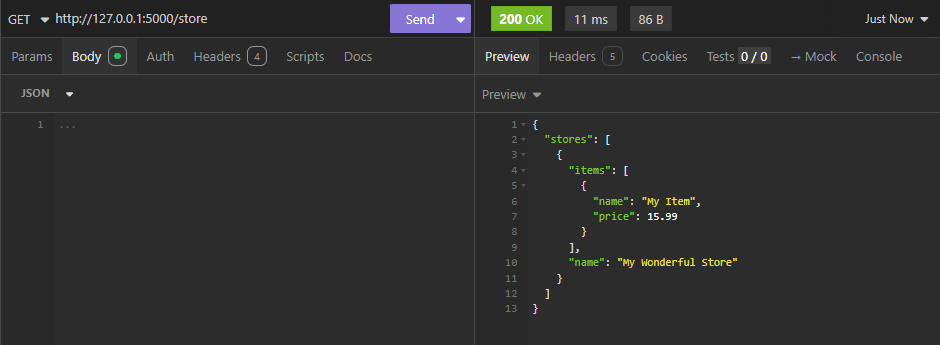 GET http://127.0.0.1:5000/store Send 200 OK 11 ms 86 B Just Now
Params Body Auth Headers 4 Scripts Docs Preview Headers 5 Cookies Tests 0 / 0 → Mock Console
JSON Preview
1 ...
1 {
2 "stores": [
3 {
4 "items": [
5 {
6 "name": "My Item",
7 "price": 15.99
8 }
9 ],
10 "name": "My Wonderful Store"
11 }
12 ]
13 }